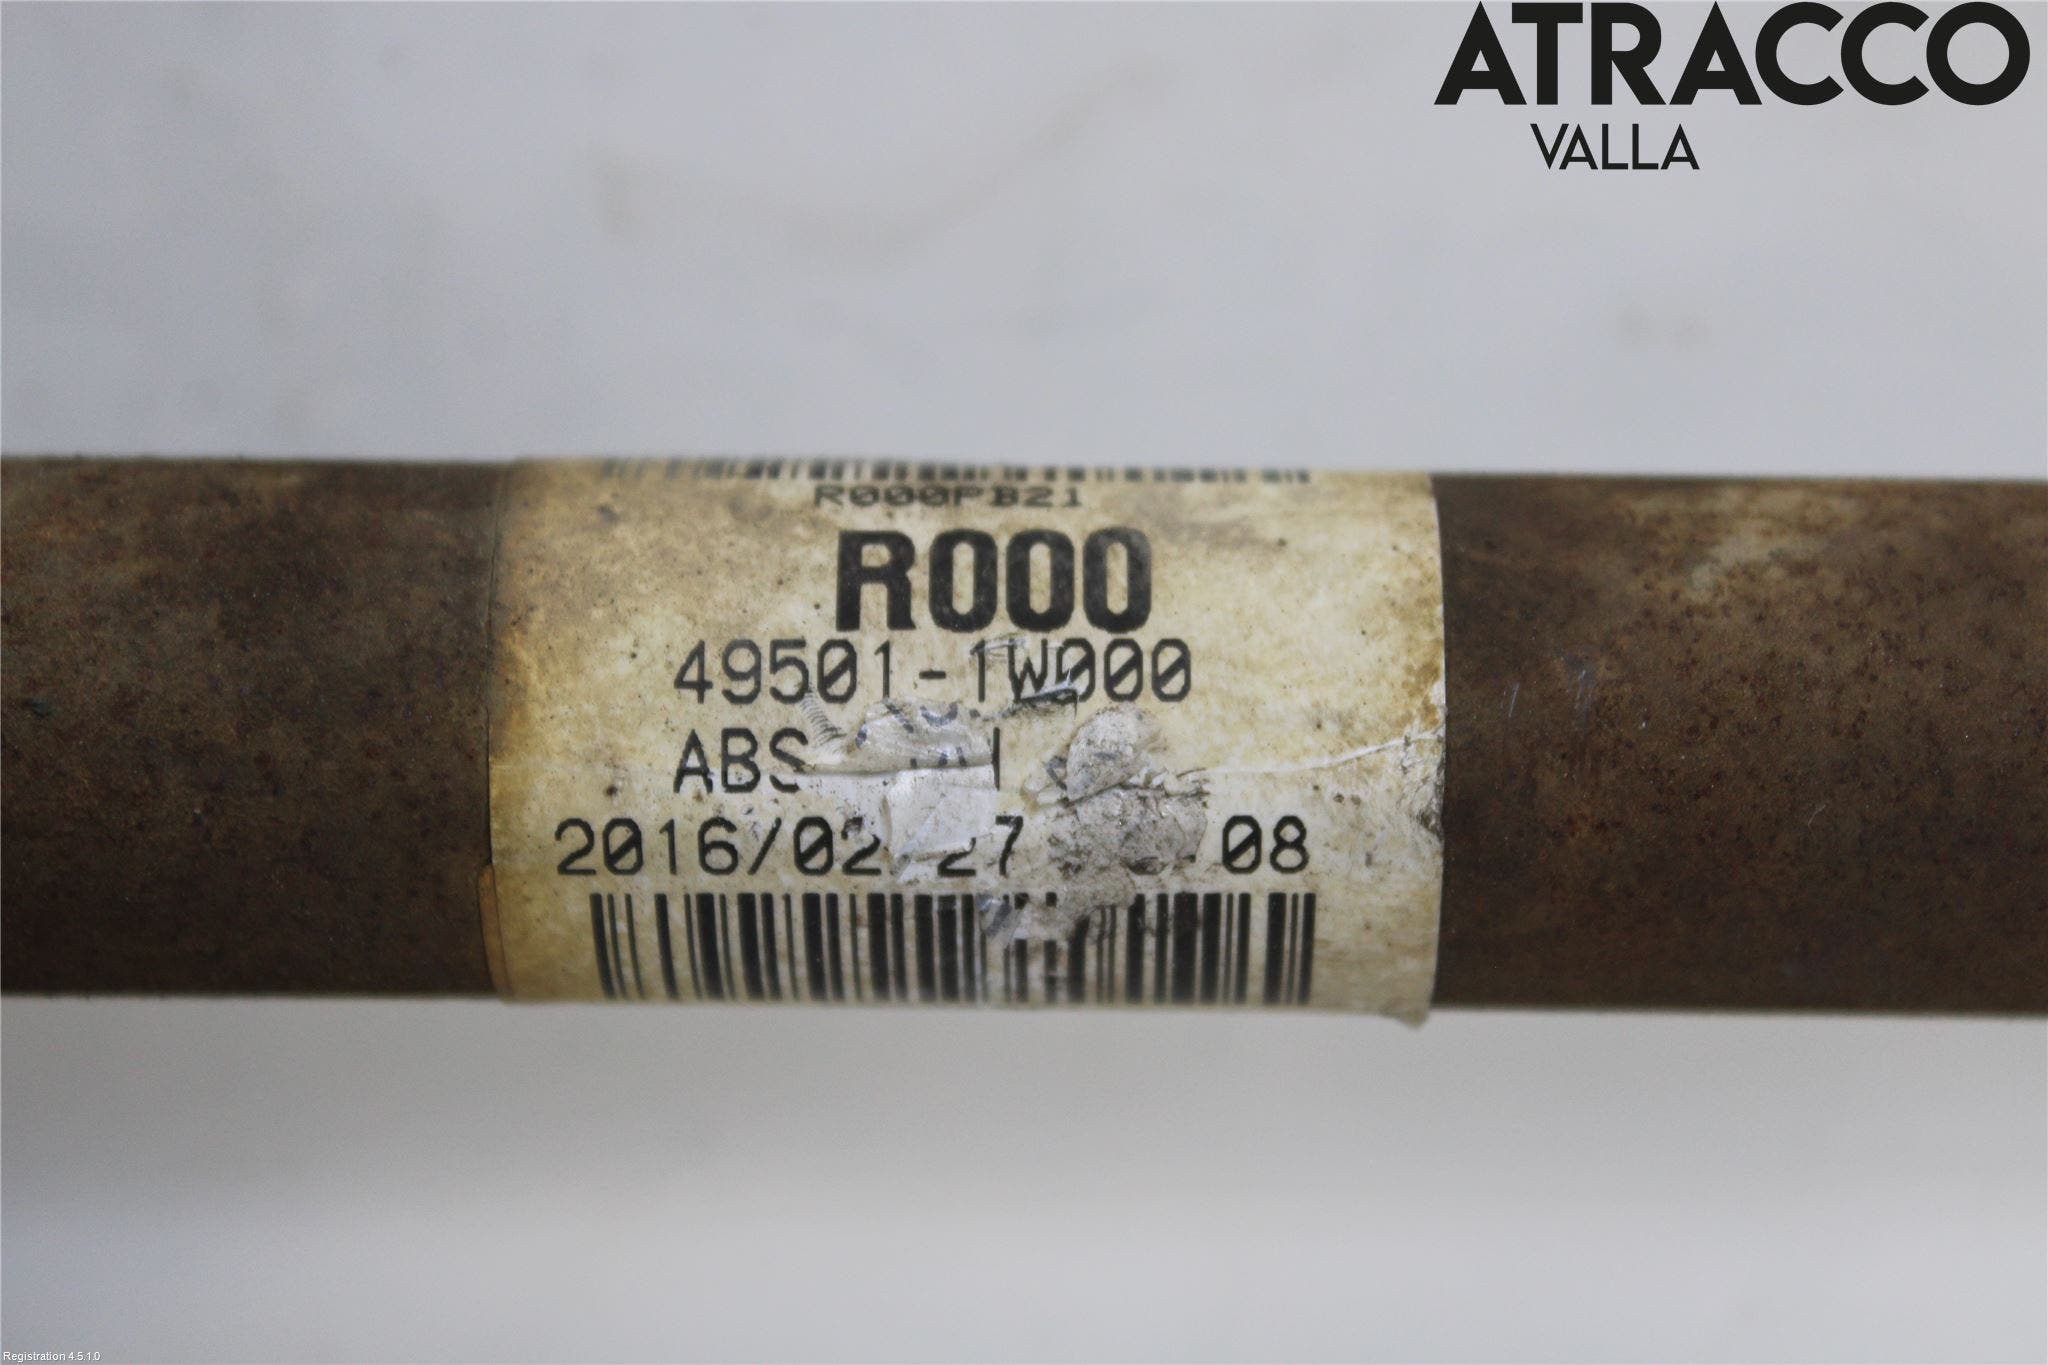 ATRACCO
VALLA
R000PB21
R000
49501-1W000
ABS
2016/02 27 08
Registration 4.5.1.0